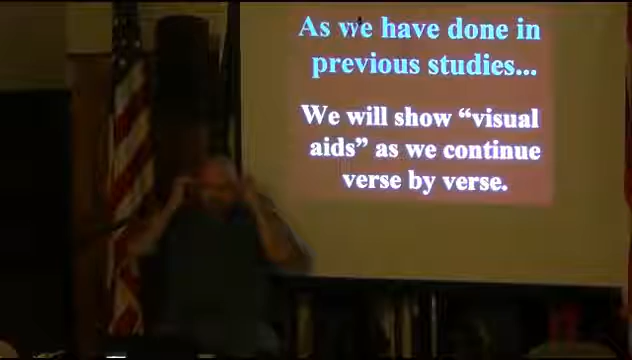 As we have done in
previous studies...
We will show “visual
aids” as we continue
verse by verse.